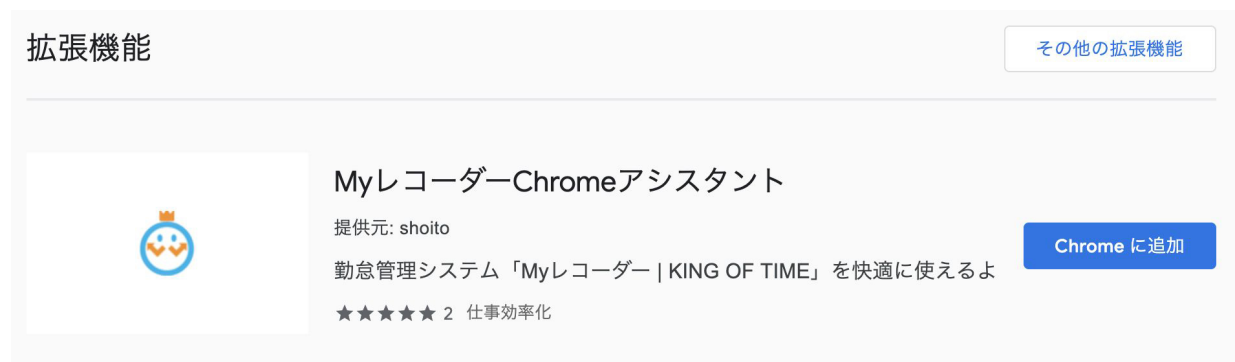 拡張機能
その他の拡張機能
MyレコーダーChromeアシスタント
提供元: shoito
Chrome に追加
勤怠管理システム「Myレコーダー | KING OF TIME」を快適に使えるよ
★★★★★ 2 仕事効率化